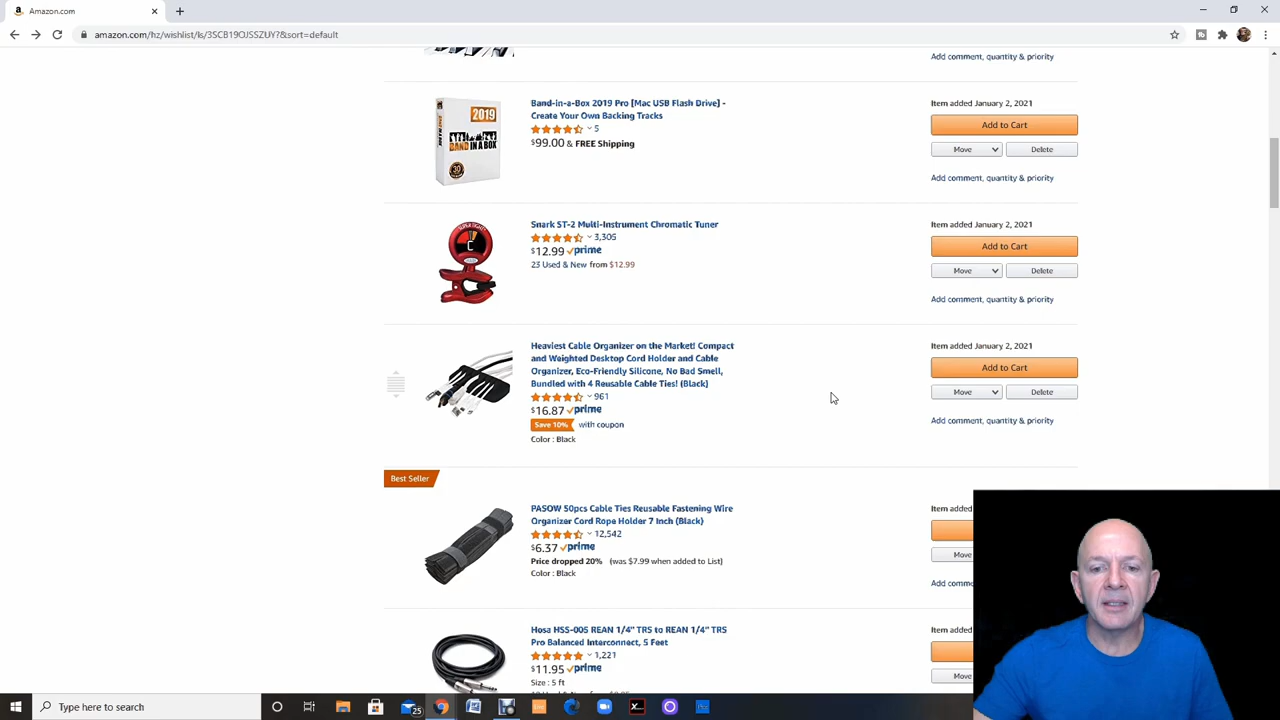 Amazon.com
amazon.com/hz/wishlist/ls/3SCB19OJSSZUY?&sort=default
Add comment, quantity & priority
2019
BAND IN A BOX
Band-in-a-Box 2019 Pro [Mac USB Flash Drive] -
Create Your Own Backing Tracks
5
$99.00 & FREE Shipping
Item added January 2, 2021
Add to Cart
Move
Delete
Add comment, quantity & priority
Snark ST-2 Multi-Instrument Chromatic Tuner
3,305
$12.99 prime
23 Used & New from $12.99
Item added January 2, 2021
Add to Cart
Move
Delete
Add comment, quantity & priority
Heaviest Cable Organizer on the Market! Compact
and Weighted Desktop Cord Holder and Cable
Organizer, Eco-Friendly Silicone, No Bad Smell,
Bundled with 4 Reusable Cable Ties! (Black)
961
$16.87 prime
Save 10% with coupon
Color : Black
Item added January 2, 2021
Add to Cart
Move
Delete
Add comment, quantity & priority
Best Seller
PASOW 50pcs Cable Ties Reusable Fastening Wire
Organizer Cord Rope Holder 7 Inch (Black)
12,542
$6.37 prime
Price dropped 20% (was $7.99 when added to List)
Color : Black
Item added
Move
Add comme
Hosa HSS-005 REAN 1/4" TRS to REAN 1/4" TRS
Pro Balanced Interconnect, 5 Feet
1,221
$11.95 prime
Size : 5 ft
Item added
Move
Type here to search
25